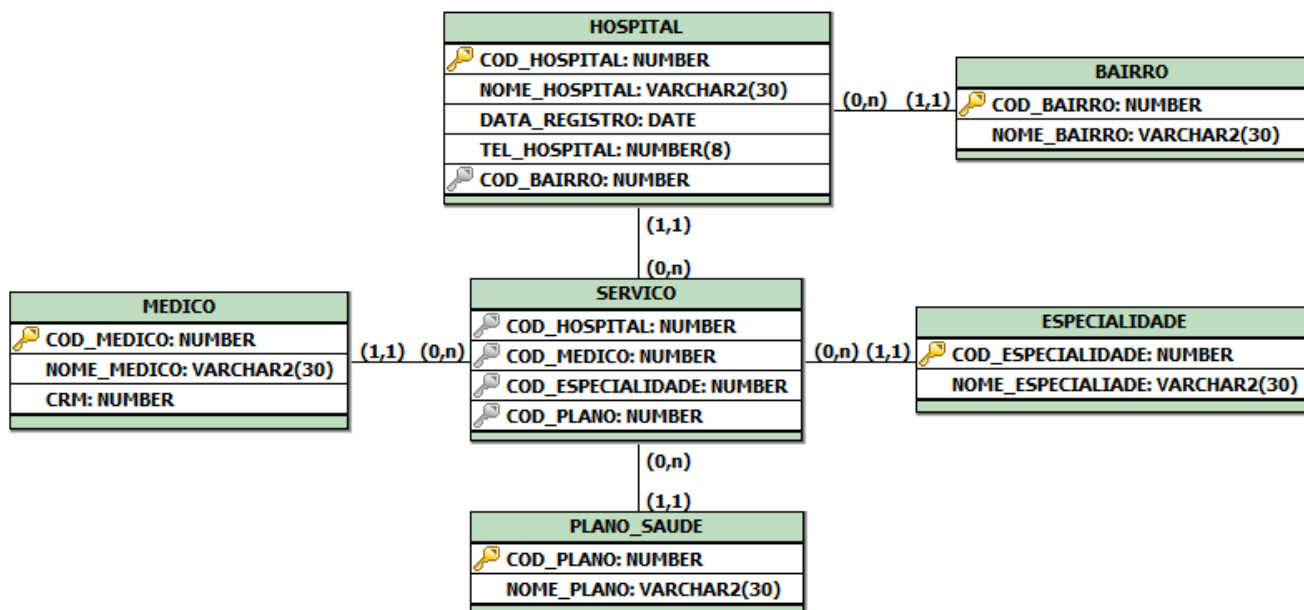 HOSPITAL
COD_HOSPITAL: NUMBER
NOME_HOSPITAL: VARCHAR2(30)
DATA_REGISTRO: DATE
TEL_HOSPITAL: NUMBER(8)
COD_BAIRRO: NUMBER
(0,n) (1,1)
BAIRRO
COD_BAIRRO: NUMBER
NOME_BAIRRO: VARCHAR2(30)
(1,1)
(0,n)
MEDICO
COD_MEDICO: NUMBER
NOME_MEDICO: VARCHAR2(30)
CRM: NUMBER
(1,1) (0,n)
SERVICO
COD_HOSPITAL: NUMBER
COD_MEDICO: NUMBER
COD_ESPECIALIDADE: NUMBER
COD_PLANO: NUMBER
(0,n) (1,1)
ESPECIALIDADE
COD_ESPECIALIDADE: NUMBER
NOME_ESPECIALIADE: VARCHAR2(30)
(0,n)
(1,1)
PLANO_SAUDE
COD_PLANO: NUMBER
NOME_PLANO: VARCHAR2(30)